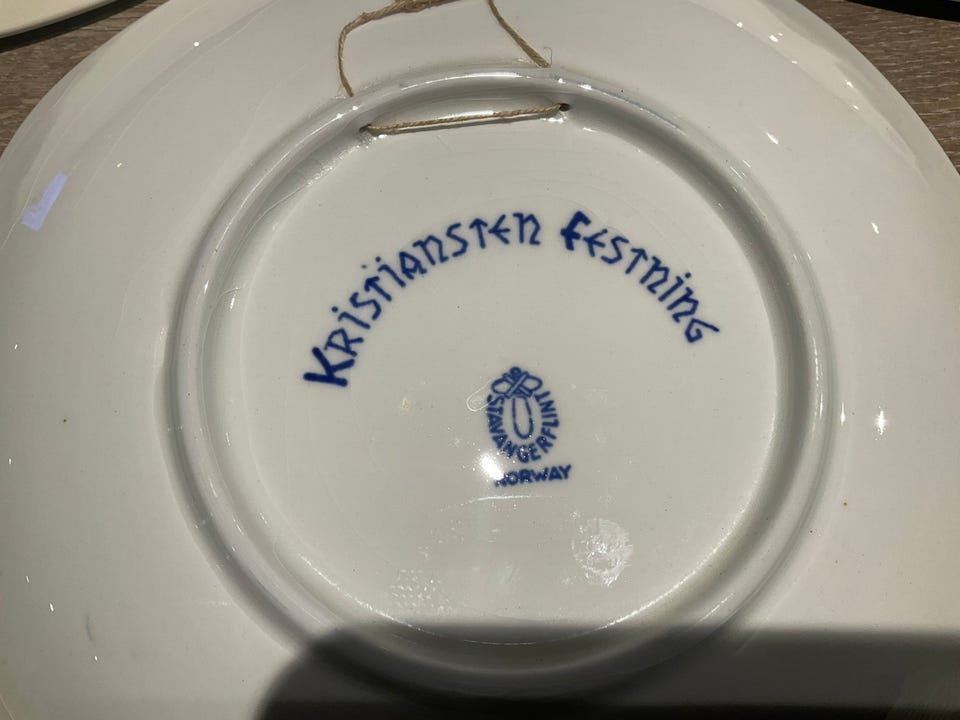 Kristiansten Festning
STAVANGERFLINT
NORWAY